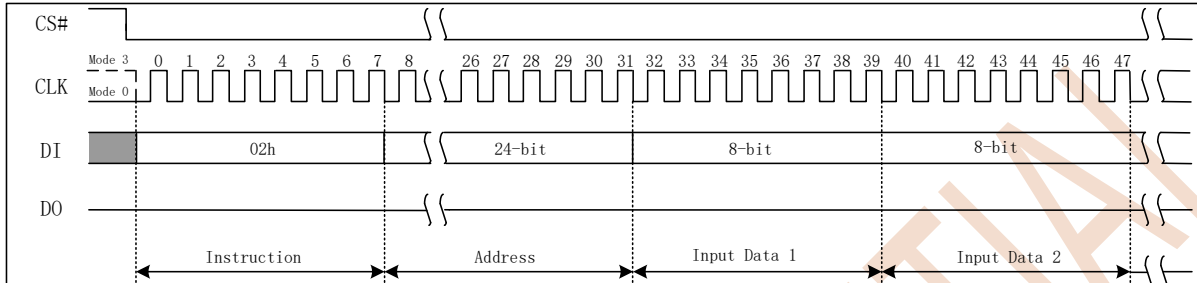 CS#
Mode 3 0 1 2 3 4 5 6 7 8 26 27 28 29 30 31 32 33 34 35 36 37 38 39 40 41 42 43 44 45 46 47
CLK
Mode 0
DI 02h 24-bit 8-bit 8-bit
DO
Instruction Address Input Data 1 Input Data 2